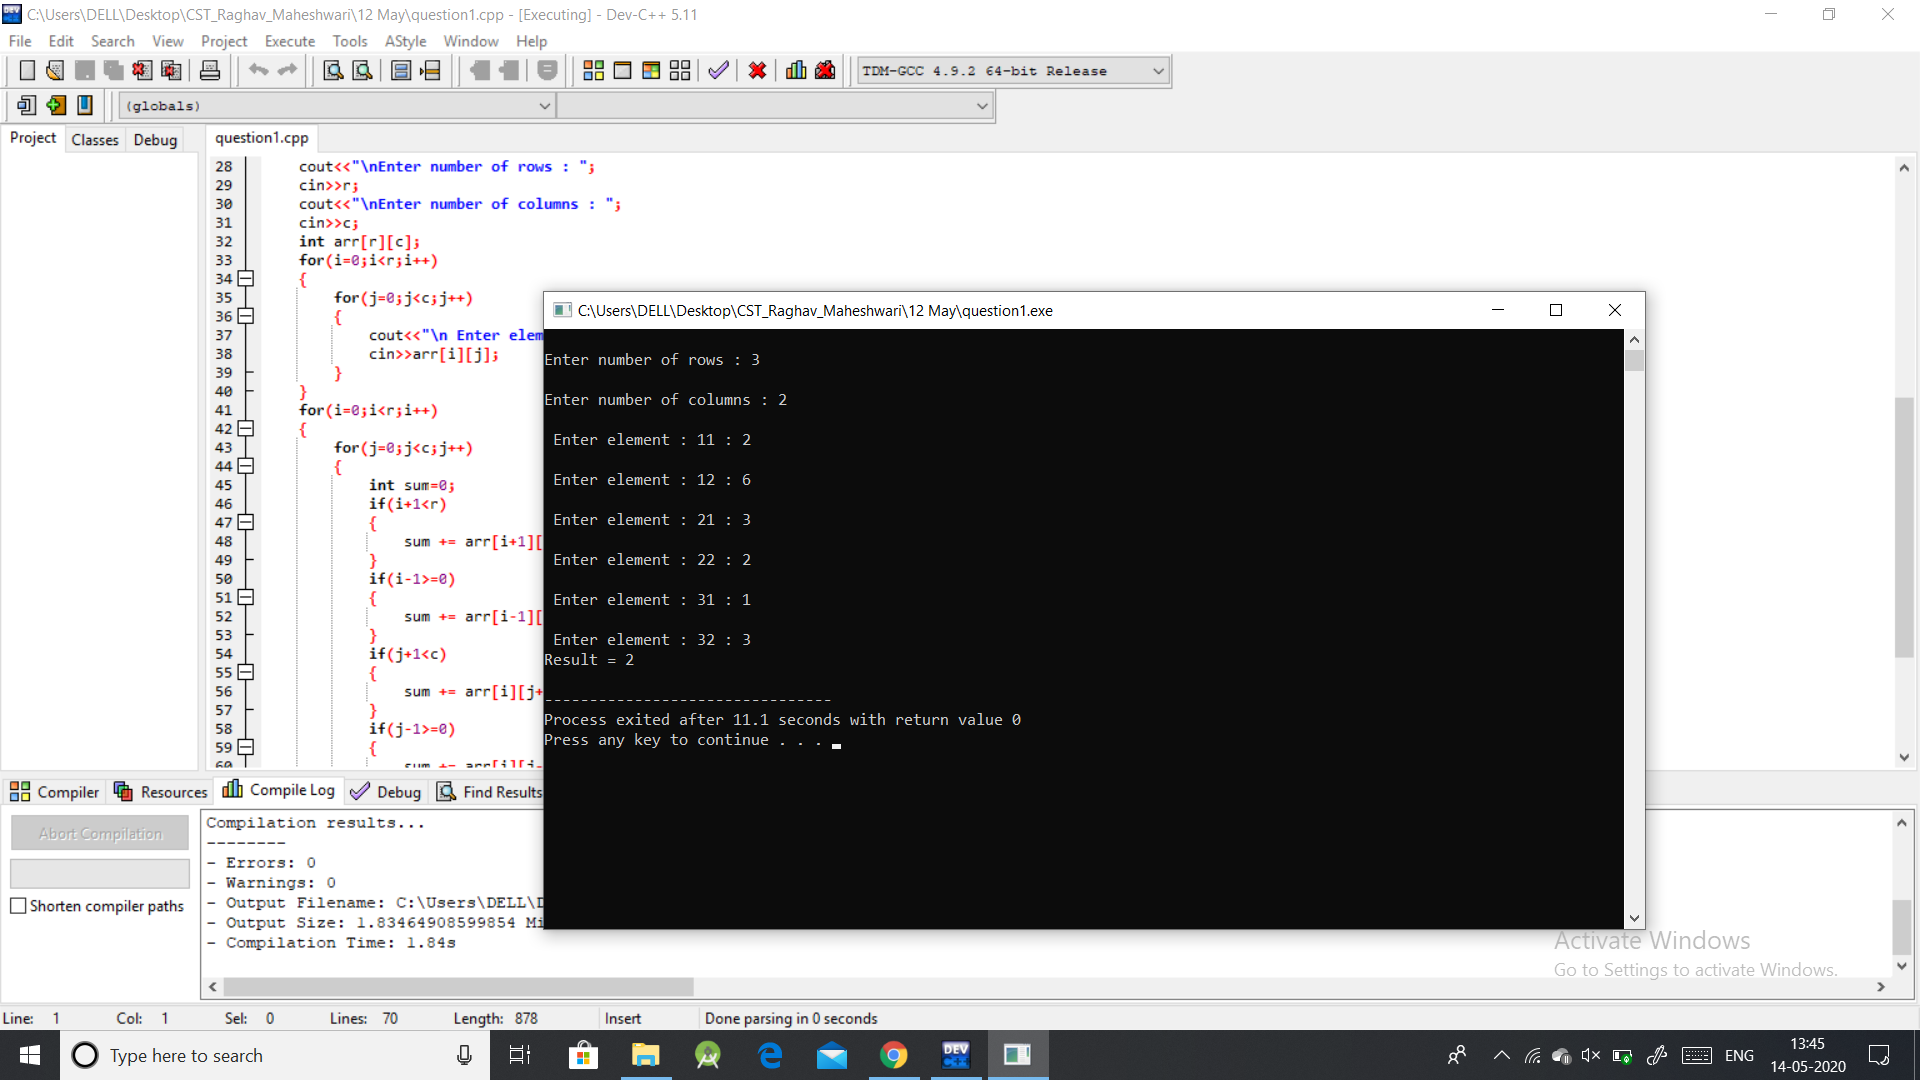 C:\Users\DELL\Desktop\CST_Raghav_Maheshwari\12 May\question1.cpp - [Executing] - Dev-C++ 5.11
File Edit Search View Project Execute Tools AStyle Window Help
TDM-GCC 4.9.2 64-bit Release
(globals)
Project Classes Debug question1.cpp
28 cout<<"\nEnter number of rows : ";
29 cin>>r;
30 cout<<"\nEnter number of columns : ";
31 cin>>c;
32 int arr[r][c];
33 for(i=0;i<r;i++)
34 {
35 for(j=0;j<c;j++)
36 {
37 cout<<"\n Enter elem
38 cin>>arr[i][j];
39 }
40 }
41 for(i=0;i<r;i++)
42 {
43 for(j=0;j<c;j++)
44 {
45 int sum=0;
46 if(i+1<r)
47 {
48 sum += arr[i+1][
49 }
50 if(i-1>=0)
51 {
52 sum += arr[i-1][
53 }
54 if(j+1<c)
55 {
56 sum += arr[i][j+
57 }
58 if(j-1>=0)
59 {
60 sum += arr[i][j-
C:\Users\DELL\Desktop\CST_Raghav_Maheshwari\12 May\question1.exe
Enter number of rows : 3
Enter number of columns : 2
Enter element : 11 : 2
Enter element : 12 : 6
Enter element : 21 : 3
Enter element : 22 : 2
Enter element : 31 : 1
Enter element : 32 : 3
Result = 2
--------------------------------
Process exited after 11.1 seconds with return value 0
Press any key to continue . . .
Compiler Resources Compile Log Debug Find Results
Abort Compilation
Shorten compiler paths
Compilation results...
--------
- Errors: 0
- Warnings: 0
- Output Filename: C:\Users\DELL\D
- Output Size: 1.83464908599854 Mi
- Compilation Time: 1.84s
Activate Windows
Go to Settings to activate Windows.
Line: 1 Col: 1 Sel: 0 Lines: 70 Length: 878 Insert Done parsing in 0 seconds
Type here to search
DEV C++
ENG
13:45
14-05-2020